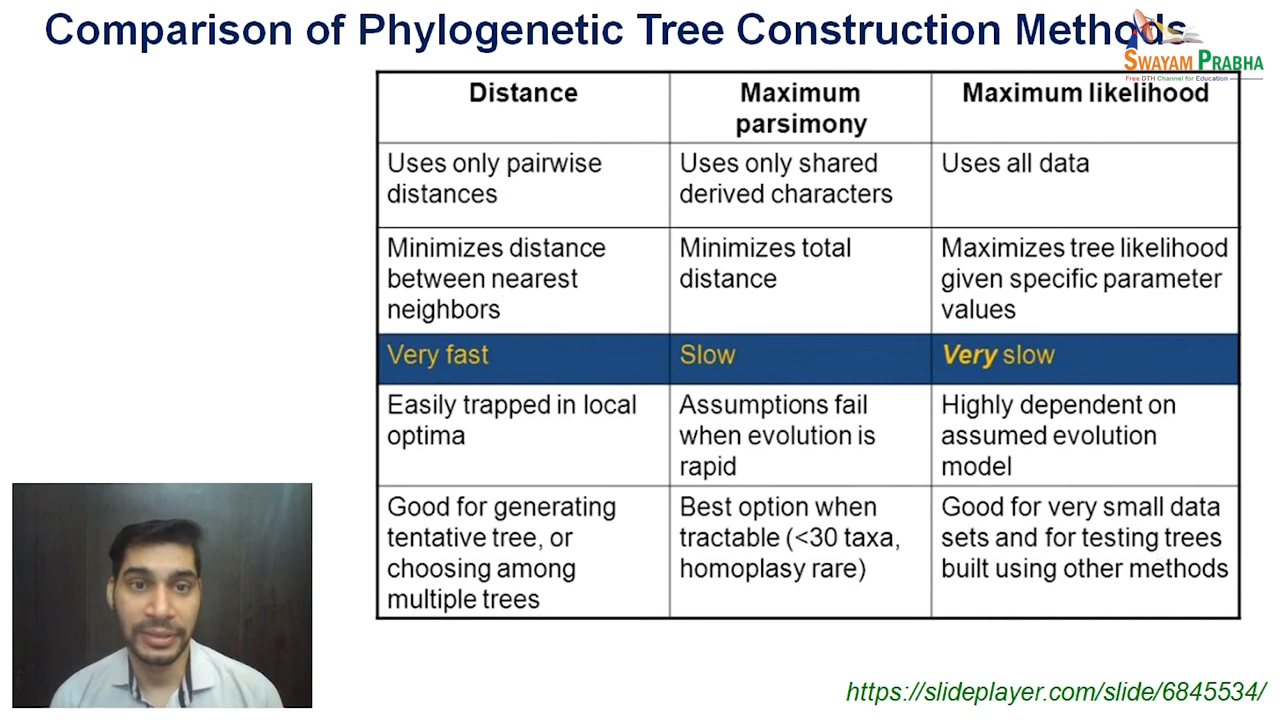 Comparison of Phylogenetic Tree Construction Methods
SWAYAM PRABHA
Free DTH Channel for Education
Distance
Maximum
parsimony
Maximum likelihood
Uses only pairwise
distances
Uses only shared
derived characters
Uses all data
Minimizes distance
between nearest
neighbors
Minimizes total
distance
Maximizes tree likelihood
given specific parameter
values
Very fast
Slow
Very slow
Easily trapped in local
optima
Assumptions fail
when evolution is
rapid
Highly dependent on
assumed evolution
model
Good for generating
tentative tree, or
choosing among
multiple trees
Best option when
tractable (<30 taxa,
homoplasy rare)
Good for very small data
sets and for testing trees
built using other methods
https://slideplayer.com/slide/6845534/